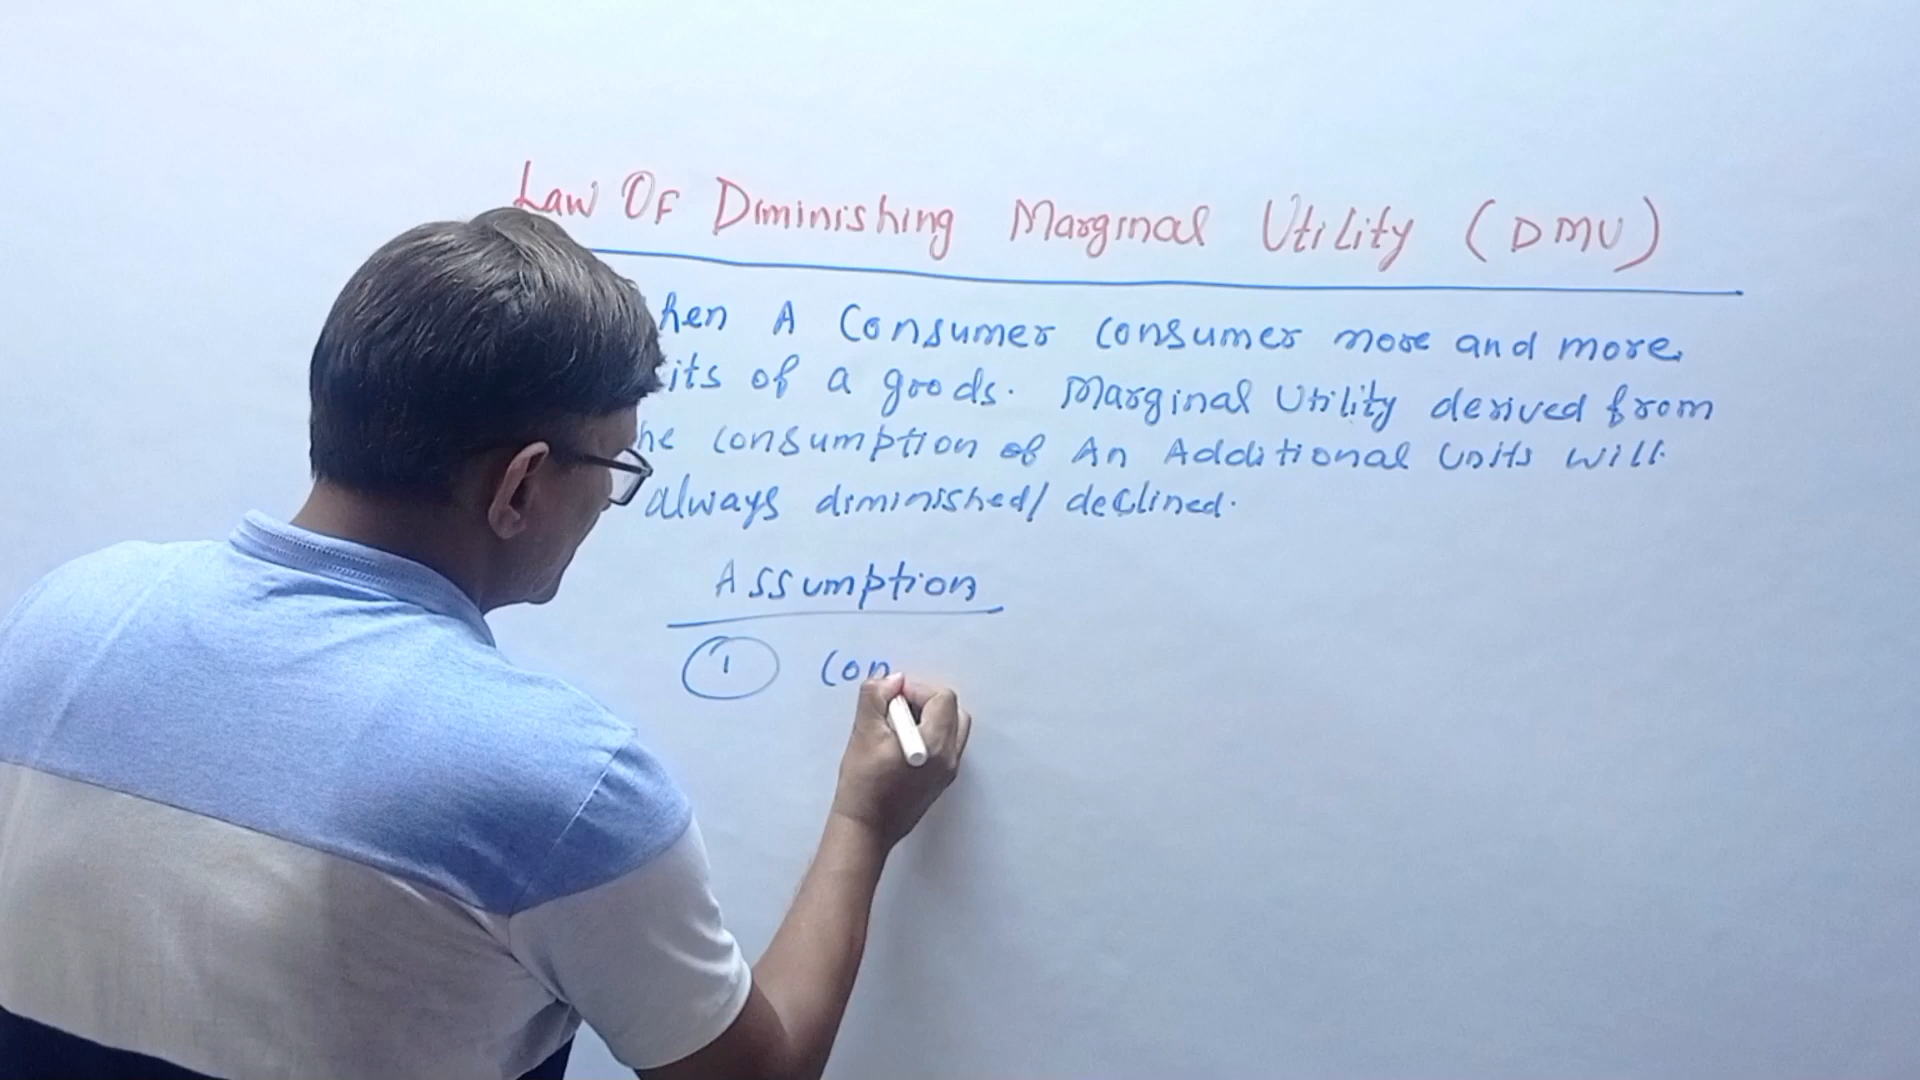 Law OF Diminishing Marginal Utility (DMU)
hen A Consumer Consumer more and more
its of a goods. Marginal Utility derived from
he Consumption of An Additional Units will
always diminished/ declined.
Assumption
1 Con